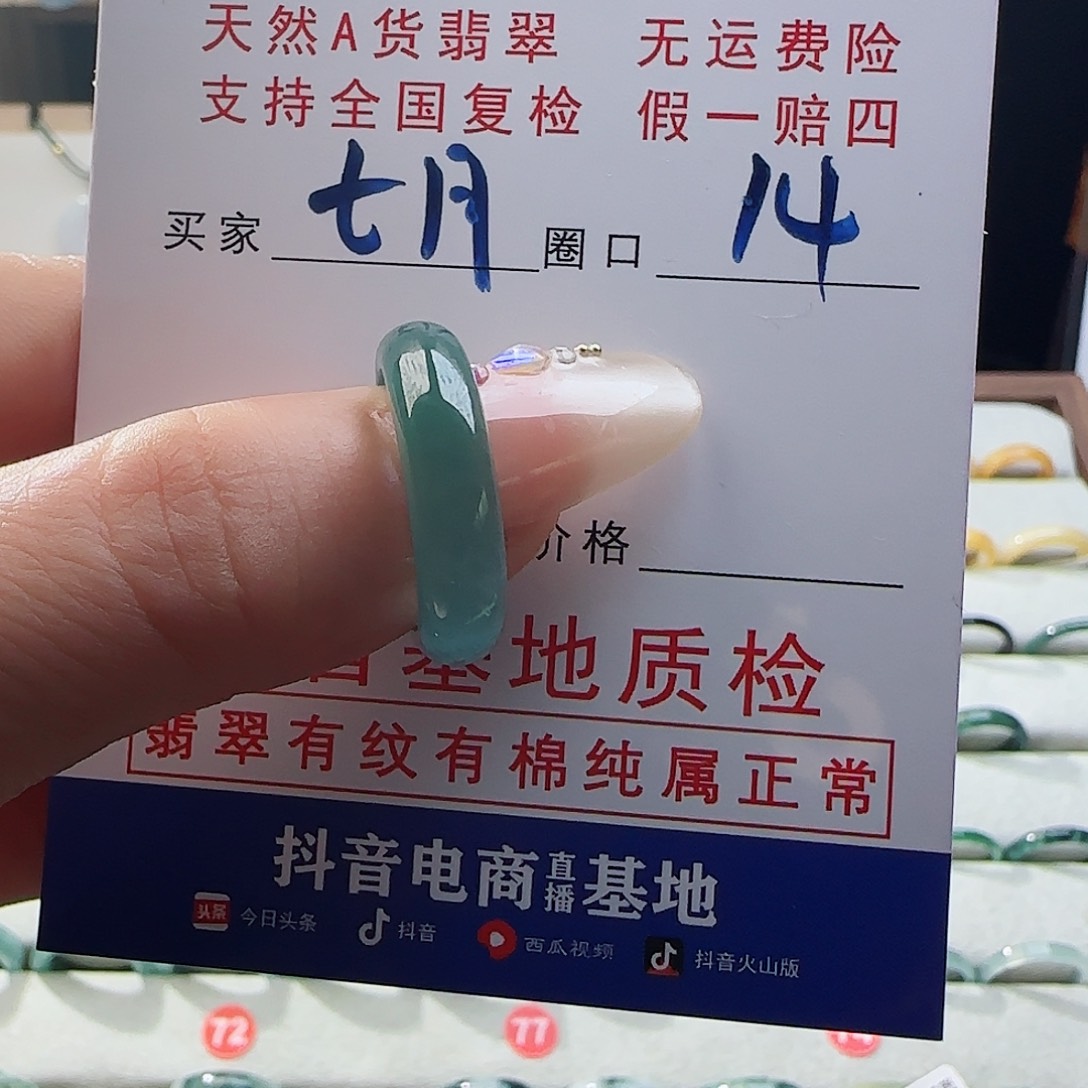 天然A货翡翠 无运费险
支持全国复检 假一赔四
买家 七月 圈口 14
价格
基地质检
翡翠有纹有棉纯属正常
抖音电商直播基地
头条 今日头条 抖音 西瓜视频 抖音火山版
72 77